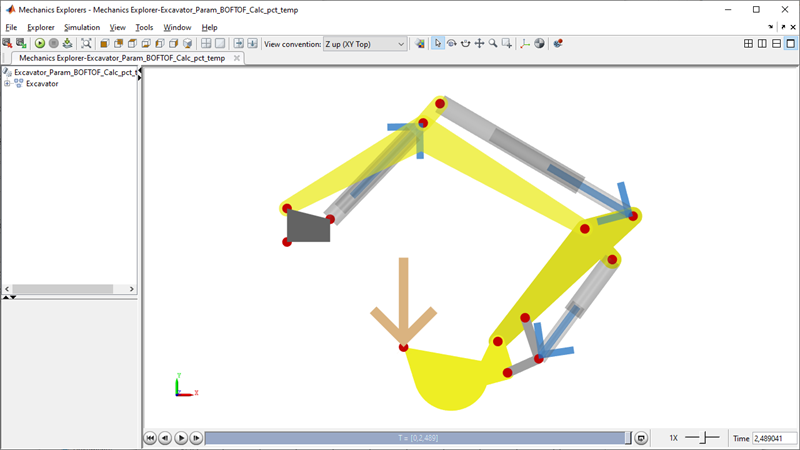 Mechanics Explorers - Mechanics Explorer-Excavator_Param_BOFTOF_Calc_pct_temp
File Explorer Simulation View Tools Window Help
View convention: Z up (XY Top)
Mechanics Explorer-Excavator_Param_BOFTOF_Calc_pct_temp
Excavator_Param_BOFTOF_Calc_pct_t
Excavator
Y
X
T = [0,2,489]
1X
Time 2,489041